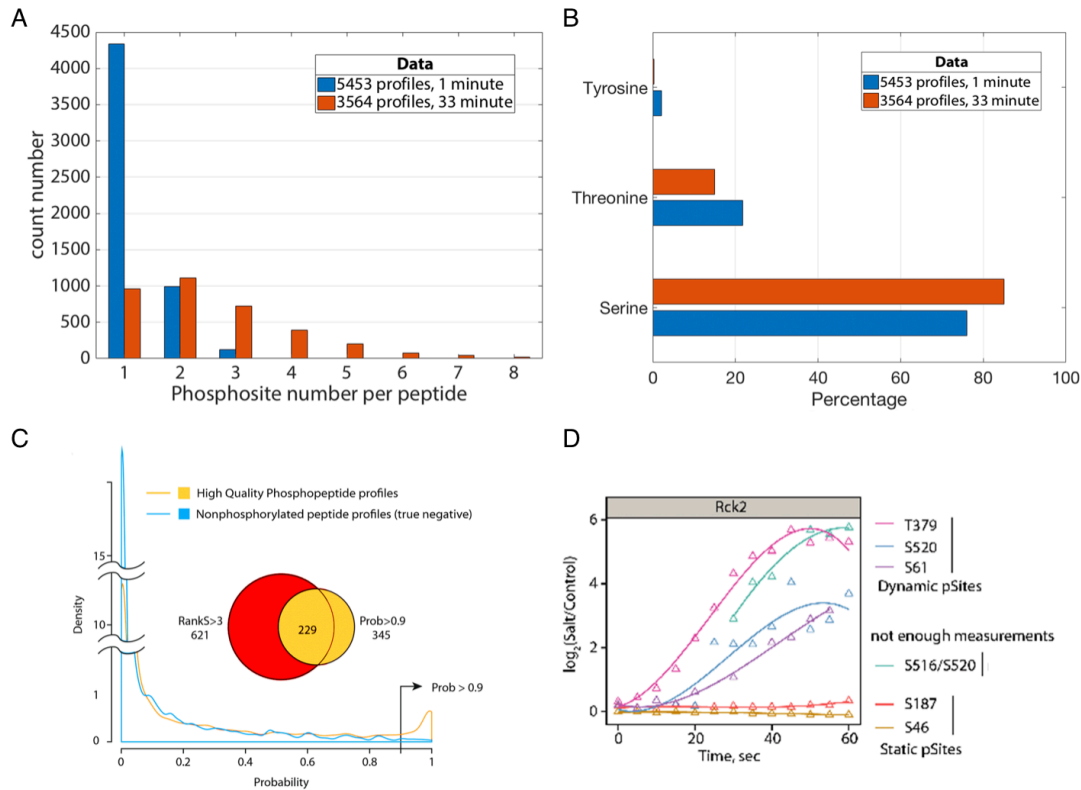 A
4500
4000
3500
3000
2500
2000
1500
1000
500
0
count number
Data
5453 profiles, 1 minute
3564 profiles, 33 minute
1 2 3 4 5 6 7 8
Phosphosite number per peptide
B
Data
5453 profiles, 1 minute
3564 profiles, 33 minute
Tyrosine
Threonine
Serine
0 20 40 60 80 100
Percentage
C
High Quality Phosphopeptide profiles
Nonphosphorylated peptide profiles (true negative)
15
10
1
0
Density
RankS>3
621
229
Prob>0.9
345
Prob > 0.9
0 0.2 0.4 0.6 0.8 1
Probability
D
Rck2
6
4
2
0
log2(Salt/Control)
0 20 40 60
Time, sec
T379
S520
S61
Dynamic pSites
not enough measurements
S516/S520
S187
S46
Static pSites